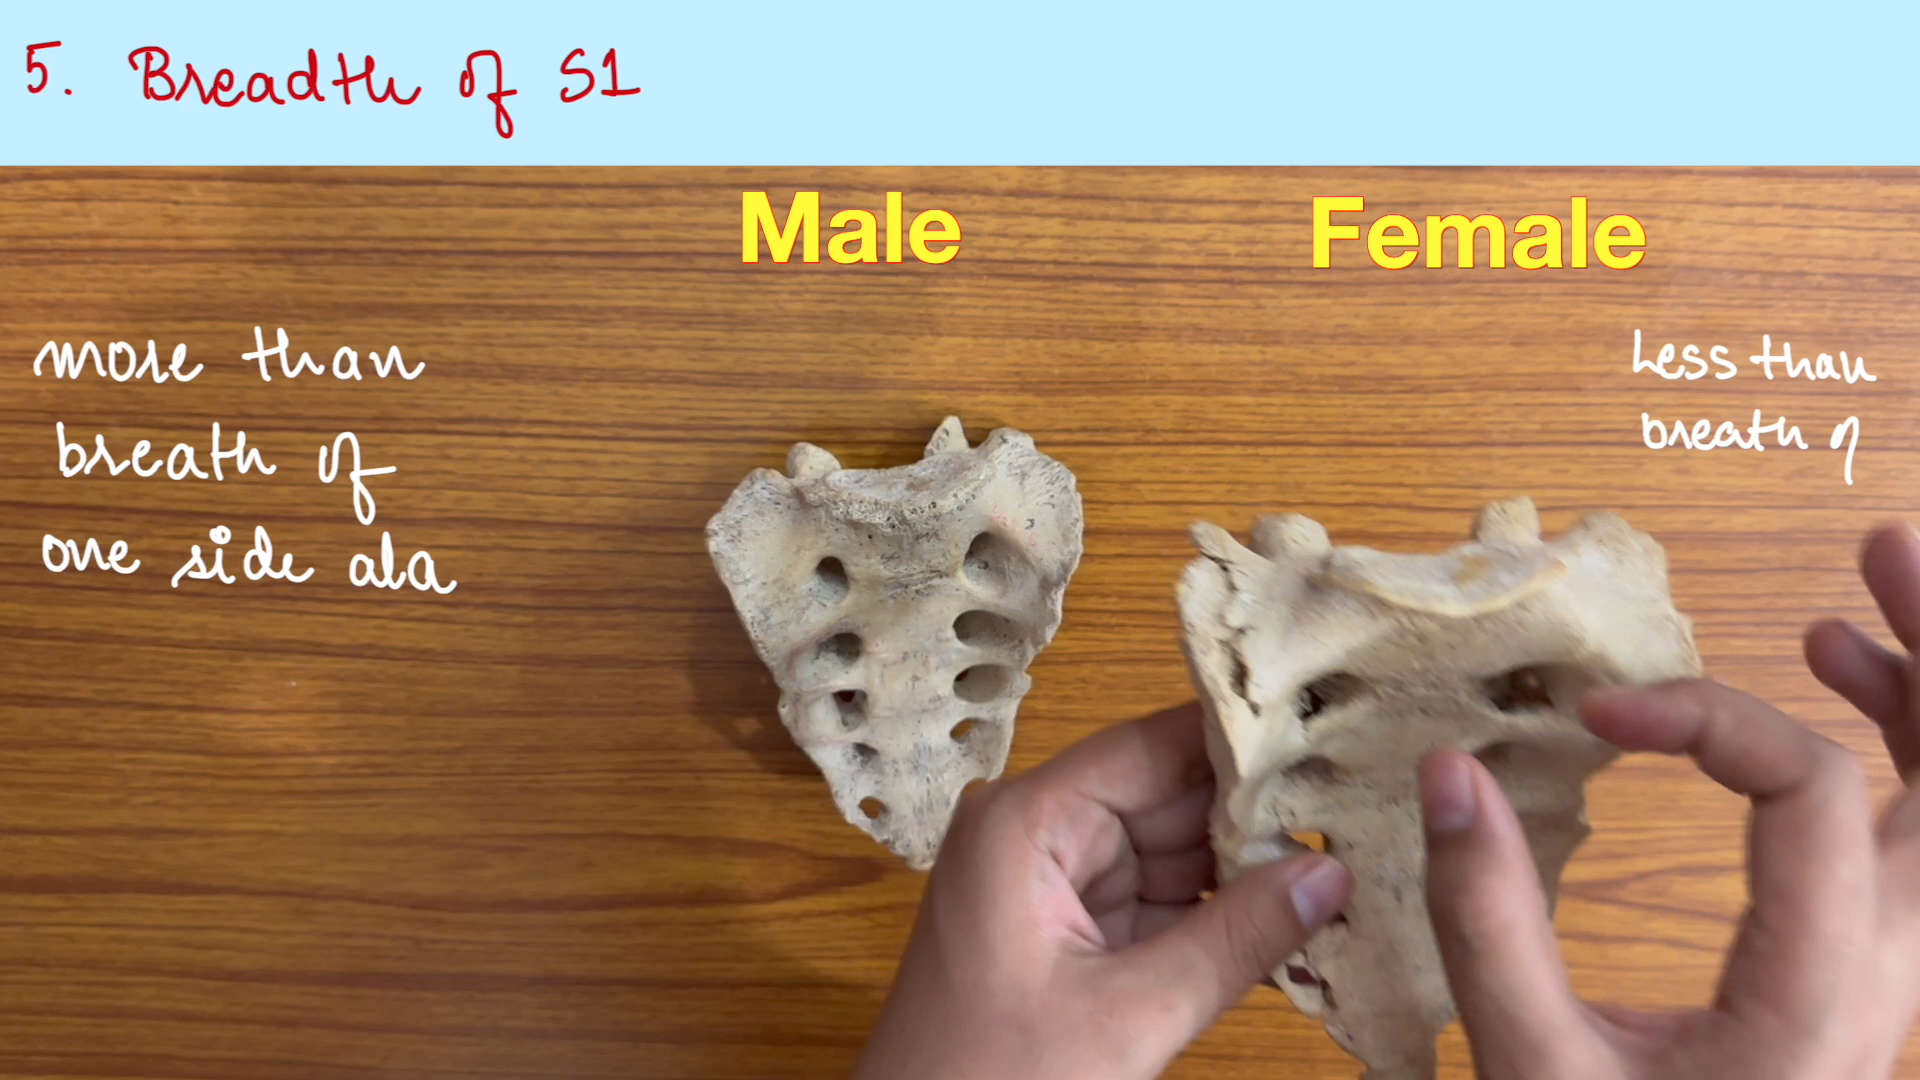 5. Breadth of S1
Male
Female
more than
breath of
one side ala
Less than
breath of